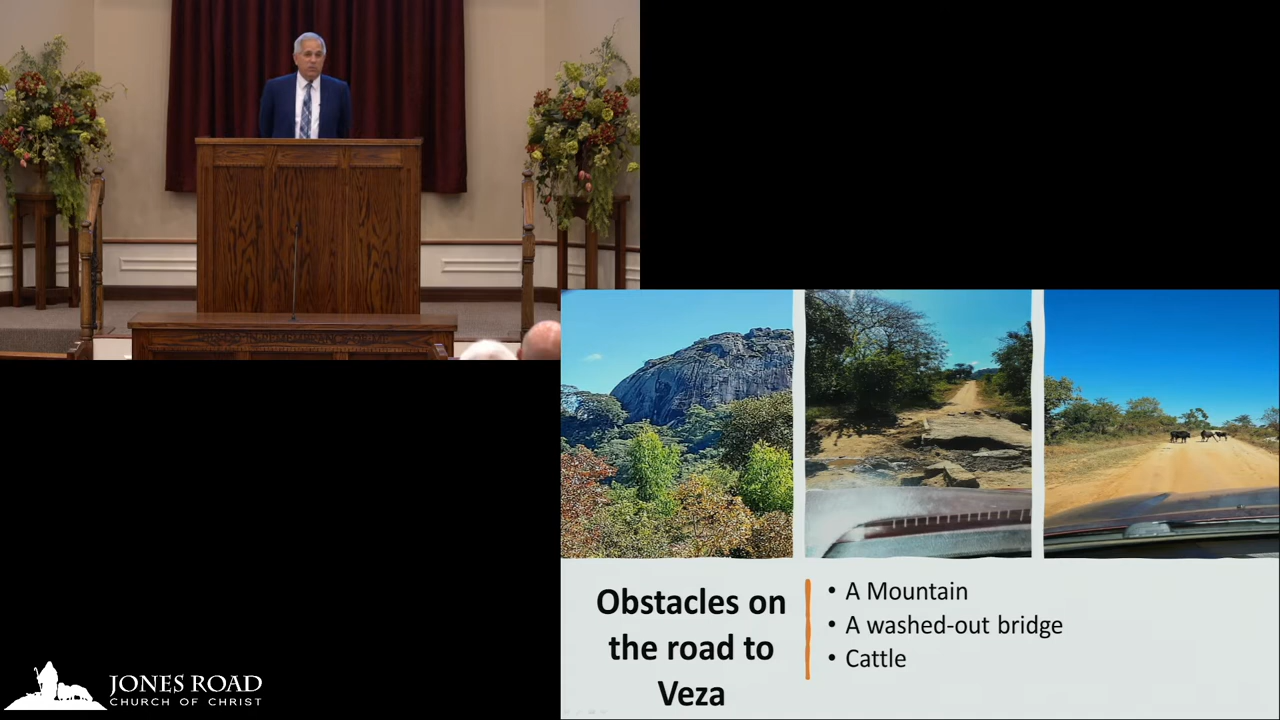 Obstacles on
the road to
Veza
• A Mountain
• A washed-out bridge
• Cattle
JONES ROAD
CHURCH OF CHRIST